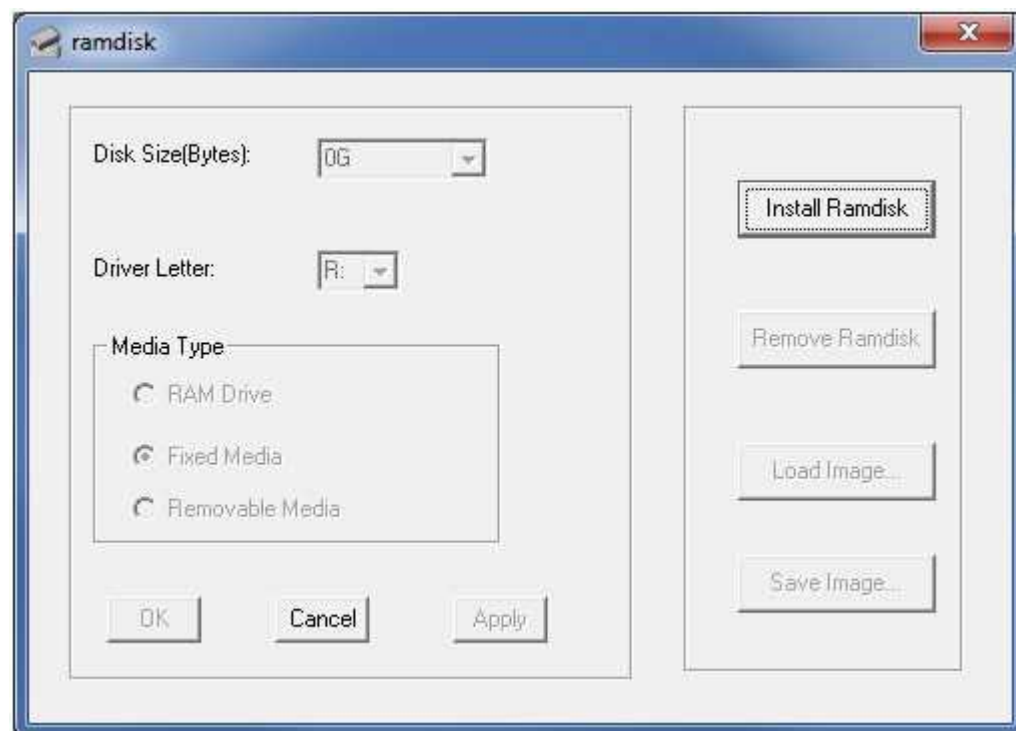 ramdisk
Disk Size(Bytes):
0G
Driver Letter:
R:
Media Type
RAM Drive
Fixed Media
Removable Media
OK
Cancel
Apply
Install Ramdisk
Remove Ramdisk
Load Image...
Save Image...